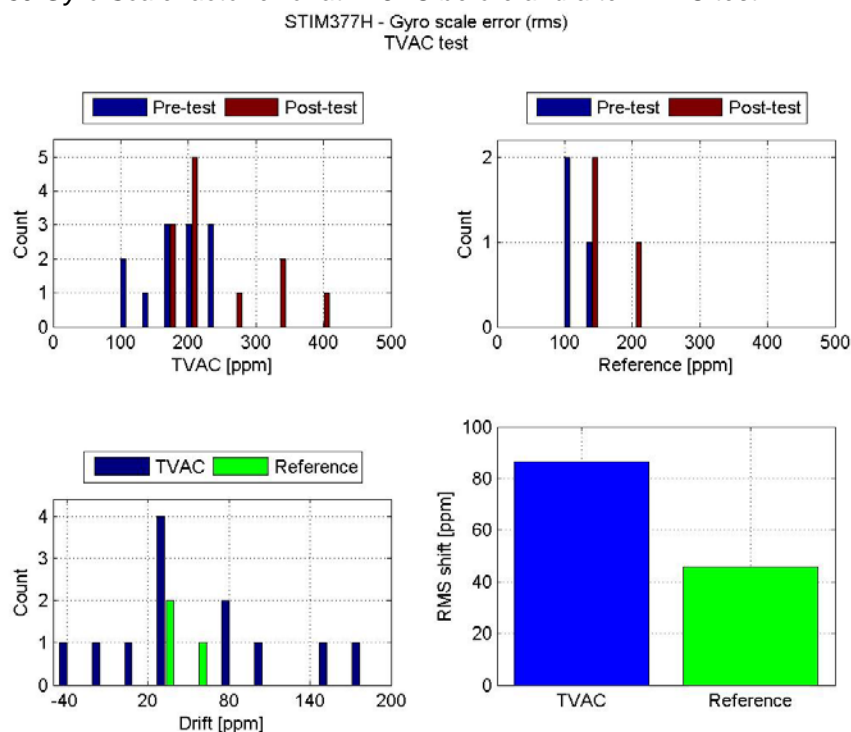 STIM377H - Gyro scale error (rms)
TVAC test
Pre-test Post-test
5
4
3
2
1
0
Count
0 100 200 300 400 500
TVAC [ppm]
Pre-test Post-test
2
1
0
Count
0 100 200 300 400 500
Reference [ppm]
TVAC Reference
4
3
2
1
0
Count
-40 20 80 140 200
Drift [ppm]
100
80
60
40
20
0
RMS shift [ppm]
TVAC Reference